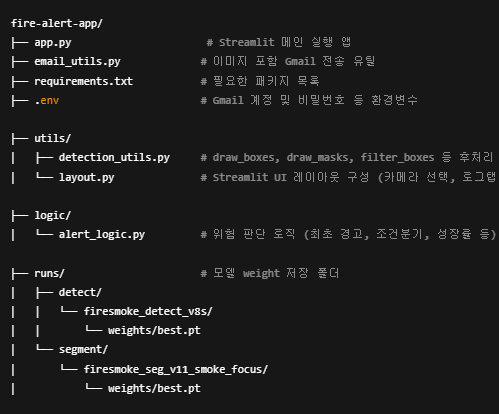 fire-alert-app/
├── app.py # Streamlit 메인 실행 앱
├── email_utils.py # 이미지 포함 Gmail 전송 유틸
├── requirements.txt # 필요한 패키지 목록
├── .env # Gmail 계정 및 비밀번호 등 환경변수
├── utils/
│ ├── detection_utils.py # draw_boxes, draw_masks, filter_boxes 등 후처리
│ └── layout.py # Streamlit UI 레이아웃 구성 (카메라 선택, 로그탭
├── logic/
│ └── alert_logic.py # 위험 판단 로직 (최초 경고, 조건분기, 성장률 등)
├── runs/ # 모델 weight 저장 폴더
│ ├── detect/
│ │ └── firesmoke_detect_v8s/
│ │ └── weights/best.pt
│ └── segment/
│ └── firesmoke_seg_v11_smoke_focus/
│ └── weights/best.pt